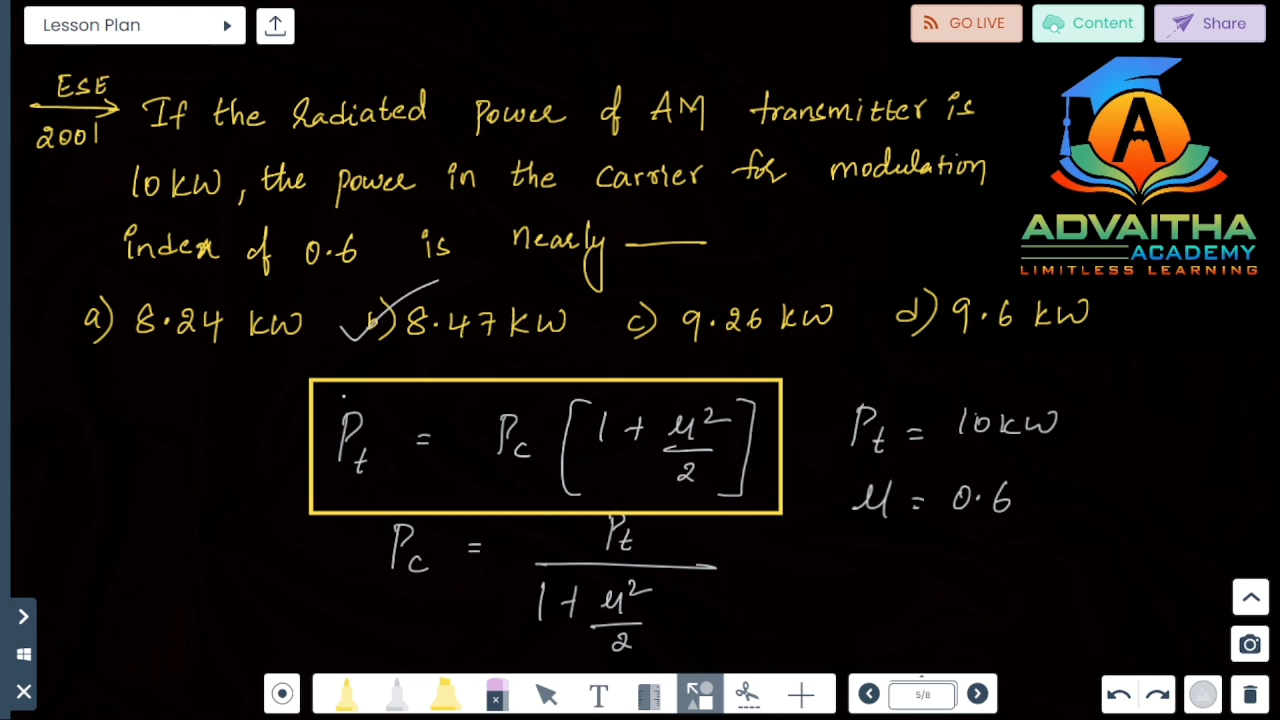 Lesson Plan
GO LIVE
Content
Share
ESE
2001
If the Radiated Power of AM transmitter is
10 KW, the power in the carrier for modulation
index of 0.6 is nearly ___
a) 8.24 KW b) 8.47 KW c) 9.26 KW d) 9.6 KW
A
ADVAITHA
ACADEMY
LIMITLESS LEARNING
Pt = Pc [1 + μ²/2]
Pt = 10 KW
μ = 0.6
Pc = Pt / 1 + μ²/2
T
5/8